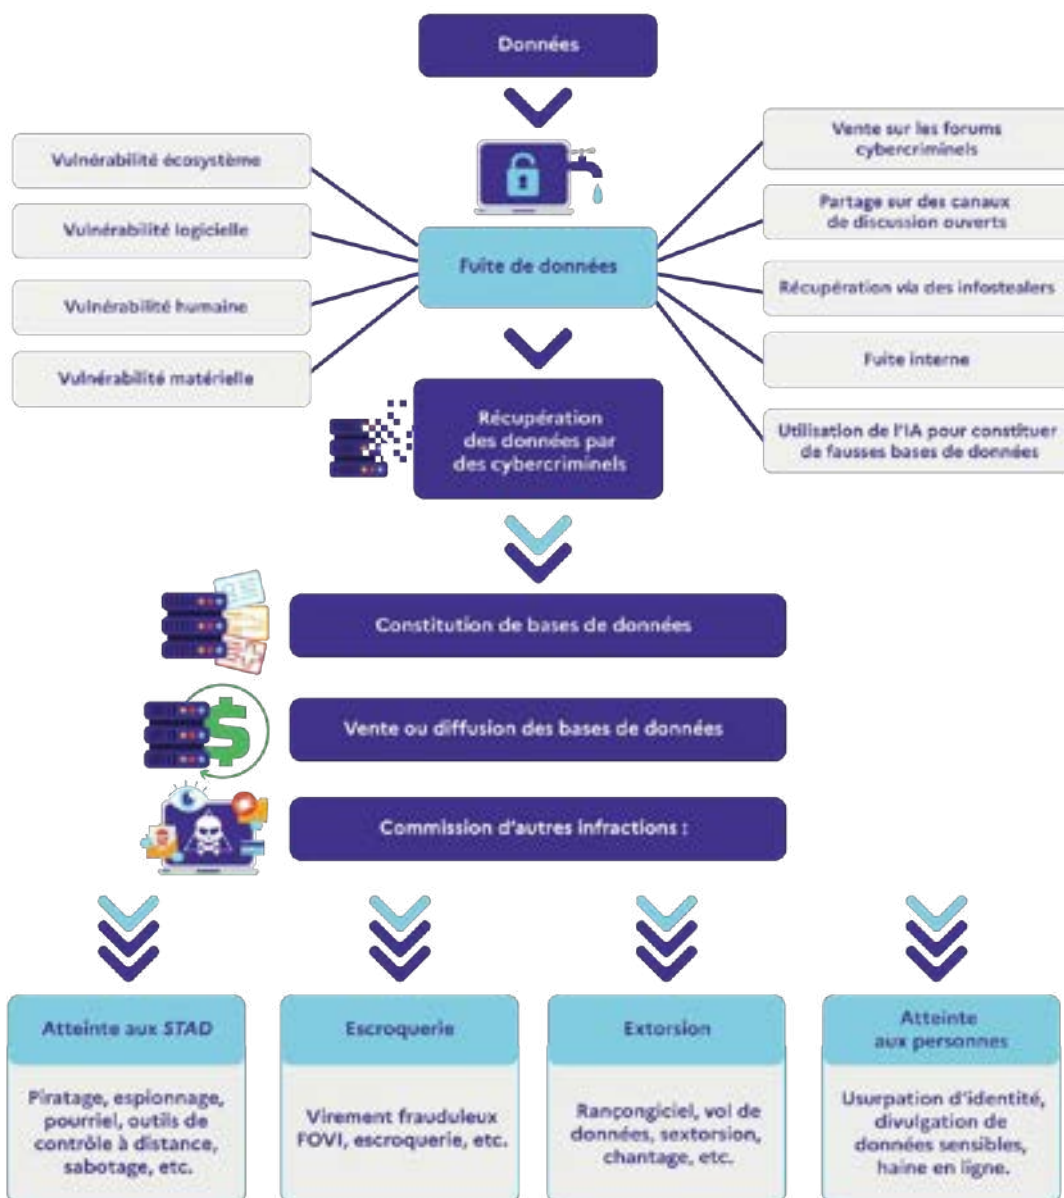 Données
Vulnérabilité écosystème
Vulnérabilité logicielle
Vulnérabilité humaine
Vulnérabilité matérielle
Fuite de données
Vente sur les forums
cybercriminels
Partage sur des canaux
de discussion ouverts
Récupération via des infostealers
Fuite interne
Utilisation de l'IA pour constituer
de fausses bases de données
Récupération
des données par
des cybercriminels
Constitution de bases de données
Vente ou diffusion des bases de données
Commission d'autres infractions :
Atteinte aux STAD
Piratage, espionnage,
pourriel, outils de
contrôle à distance,
sabotage, etc.
Escroquerie
Virement frauduleux
FOVI, escroquerie, etc.
Extorsion
Rançongiciel, vol de
données, sextorsion,
chantage, etc.
Atteinte
aux personnes
Usurpation d'identité,
divulgation de
données sensibles,
haine en ligne.